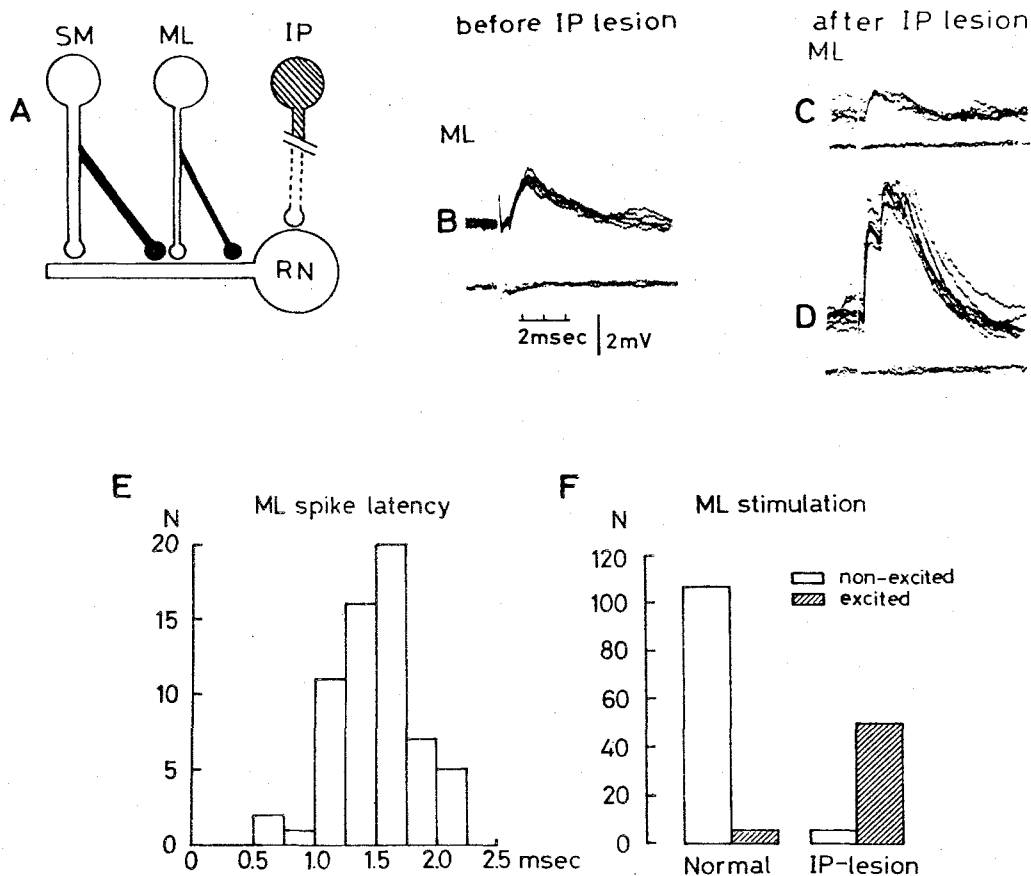 A
SM ML IP
RN
before IP lesion
ML
B
2msec 2mV
after IP lesion
ML
C
D
E
ML spike latency
N
20
15
10
5
0
0 0.5 1.0 1.5 2.0 2.5 msec
F
ML stimulation
N
120
100
80
60
40
20
0
non-excited
excited
Normal IP-lesion